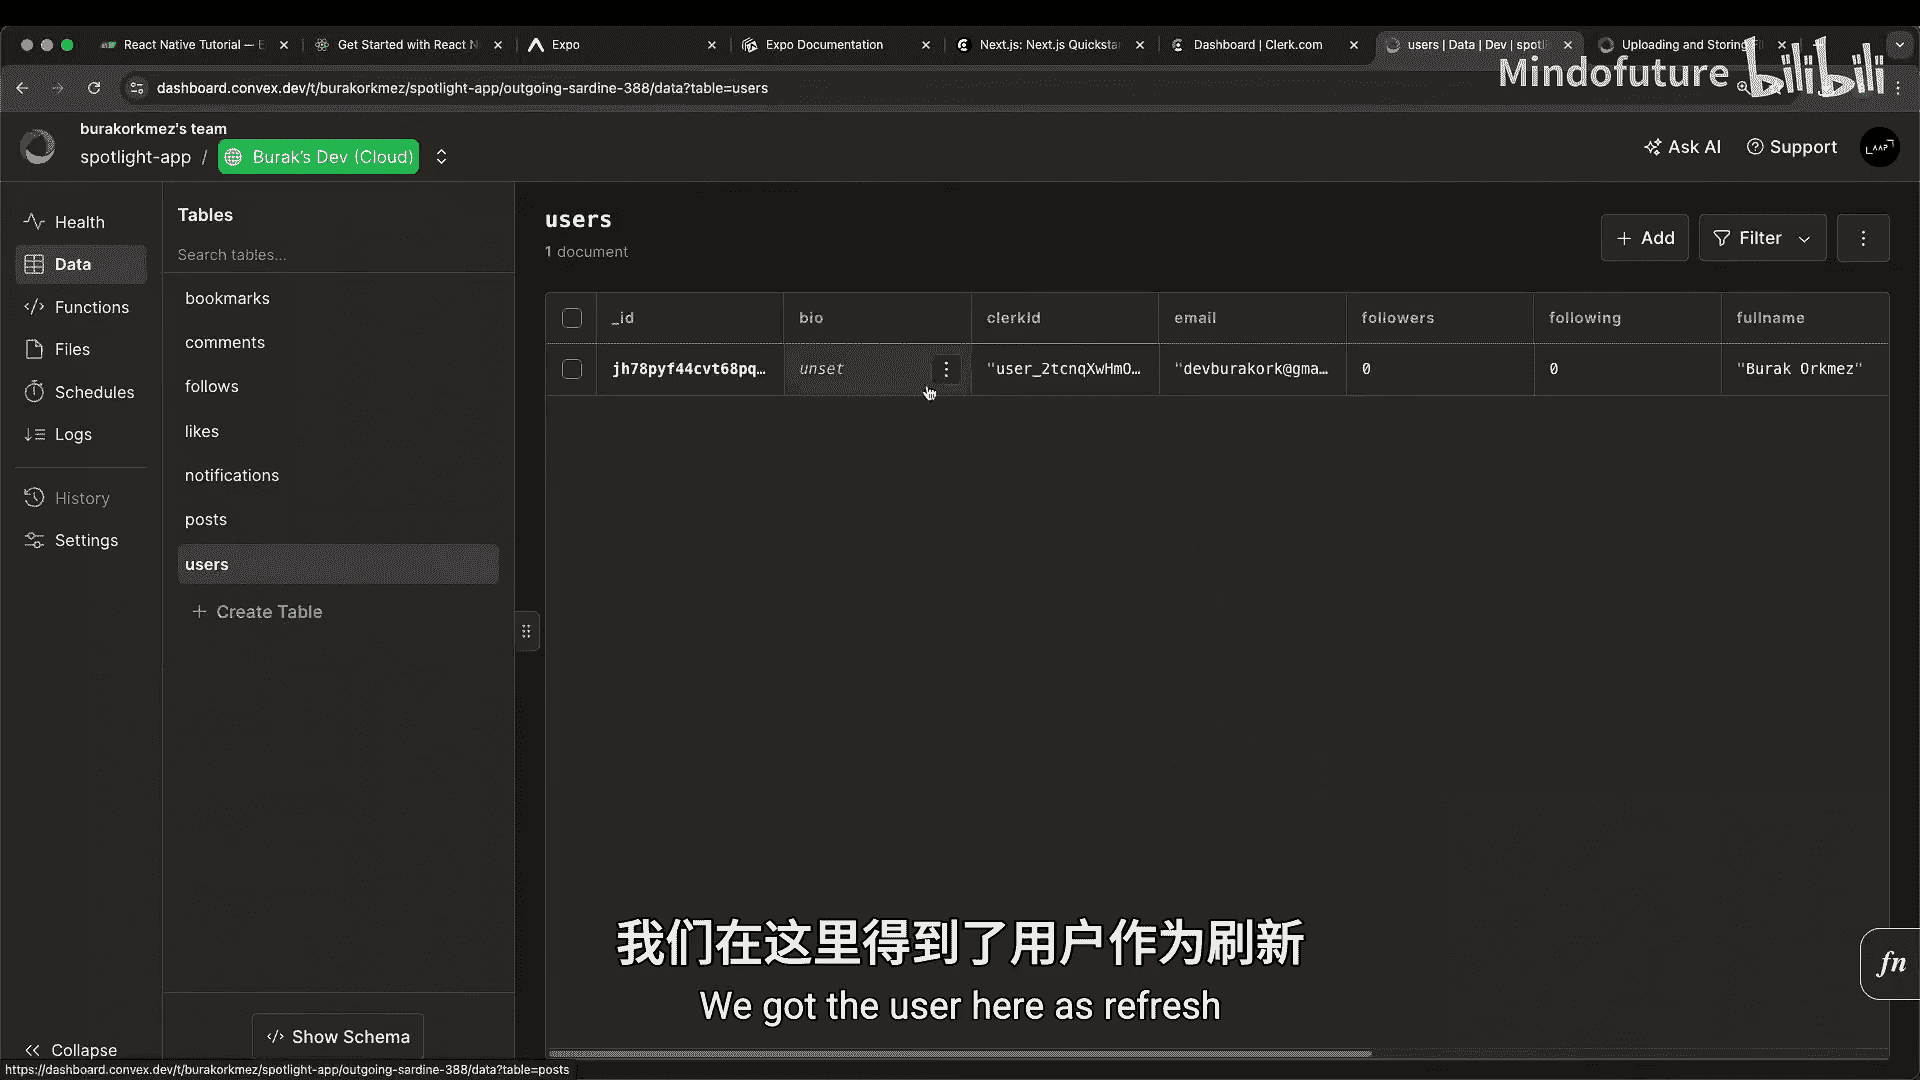 React Native Tutorial — E
Get Started with React N
Expo
Expo Documentation
Next.js: Next.js Quicksta
Dashboard | Clerk.com
users | Data | Dev | spotl
Uploading and Storing Fil
dashboard.convex.dev/t/burakorkmez/spotlight-app/outgoing-sardine-388/data?table=users
Mindofuture bilibili
burakorkmez's team
spotlight-app / Burak's Dev (Cloud)
Ask AI
Support
Health
Data
Functions
Files
Schedules
Logs
History
Settings
Collapse
Tables
Search tables...
bookmarks
comments
follows
likes
notifications
posts
users
+ Create Table
</> Show Schema
users
1 document
+ Add
Filter
_id bio clerkId email followers following fullname
jh78pyf44cvt68pq… unset "user_2tcnqXwHmO… "devburakork@gma… 0 0 "Burak Orkmez"
fn
我们在这里得到了用户作为刷新
We got the user here as refresh
https://dashboard.convex.dev/t/burakorkmez/spotlight-app/outgoing-sardine-388/data?table=posts